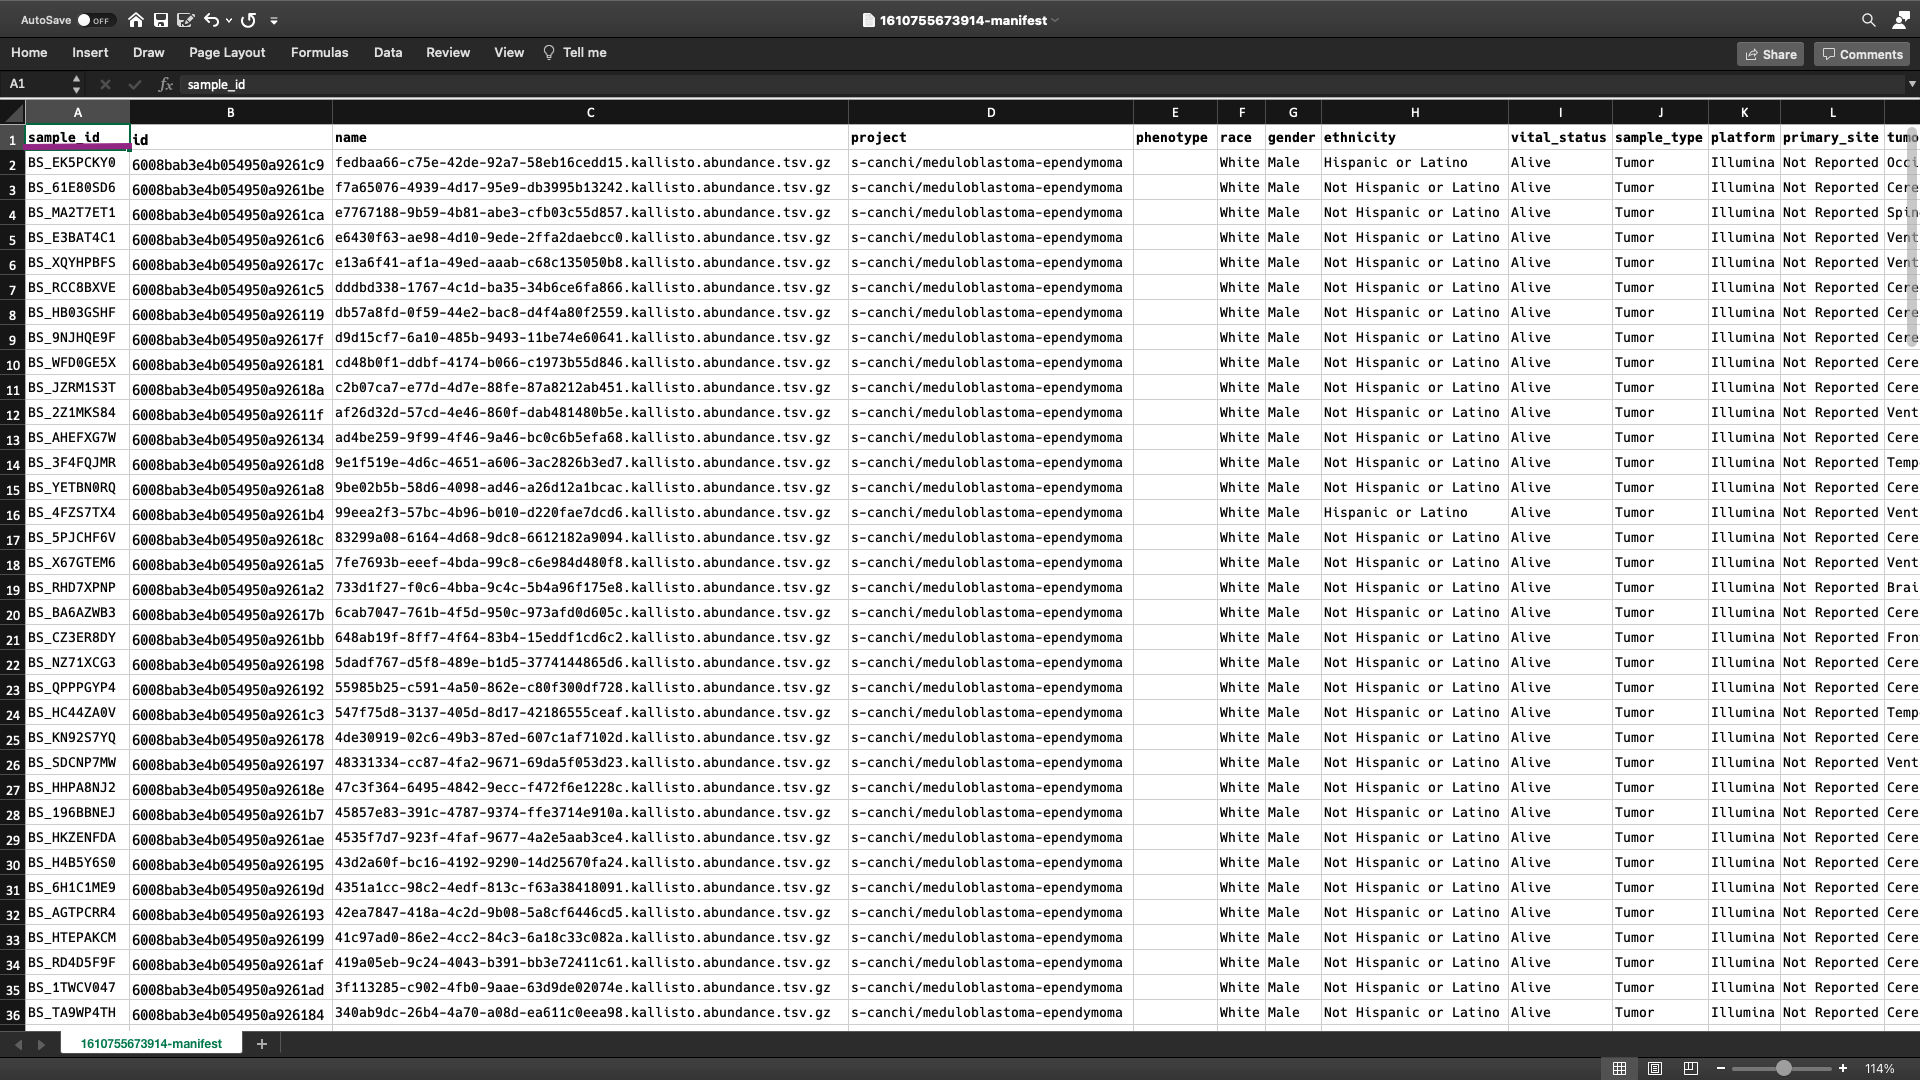 AutoSave OFF 1610755673914-manifest
Home Insert Draw Page Layout Formulas Data Review View Tell me Share Comments
A1 fx sample_id
A B C D E F G H I J K L
1 sample_id id name project phenotype race gender ethnicity vital_status sample_type platform primary_site tumo
2 BS_EK5PCKY0 6008bab3e4b054950a9261c9 fedbaa66-c75e-42de-92a7-58eb16cedd15.kallisto.abundance.tsv.gz s-canchi/meduloblastoma-ependymoma White Male Hispanic or Latino Alive Tumor Illumina Not Reported Occi
3 BS_61E80SD6 6008bab3e4b054950a9261be f7a65076-4939-4d17-95e9-db3995b13242.kallisto.abundance.tsv.gz s-canchi/meduloblastoma-ependymoma White Male Not Hispanic or Latino Alive Tumor Illumina Not Reported Cere
4 BS_MA2T7ET1 6008bab3e4b054950a9261ca e7767188-9b59-4b81-abe3-cfb03c55d857.kallisto.abundance.tsv.gz s-canchi/meduloblastoma-ependymoma White Male Not Hispanic or Latino Alive Tumor Illumina Not Reported Spin
5 BS_E3BAT4C1 6008bab3e4b054950a9261c6 e6430f63-ae98-4d10-9ede-2ffa2daebcc0.kallisto.abundance.tsv.gz s-canchi/meduloblastoma-ependymoma White Male Not Hispanic or Latino Alive Tumor Illumina Not Reported Vent
6 BS_XQYHPBFS 6008bab3e4b054950a92617c e13a6f41-af1a-49ed-aaab-c68c135050b8.kallisto.abundance.tsv.gz s-canchi/meduloblastoma-ependymoma White Male Not Hispanic or Latino Alive Tumor Illumina Not Reported Vent
7 BS_RCC8BXVE 6008bab3e4b054950a9261c5 dddbd338-1767-4c1d-ba35-34b6ce6fa866.kallisto.abundance.tsv.gz s-canchi/meduloblastoma-ependymoma White Male Not Hispanic or Latino Alive Tumor Illumina Not Reported Cere
8 BS_HB03GSHF 6008bab3e4b054950a926119 db57a8fd-0f59-44e2-bac8-d4f4a80f2559.kallisto.abundance.tsv.gz s-canchi/meduloblastoma-ependymoma White Male Not Hispanic or Latino Alive Tumor Illumina Not Reported Cere
9 BS_9NJHQE9F 6008bab3e4b054950a92617f d9d15cf7-6a10-485b-9493-11be74e60641.kallisto.abundance.tsv.gz s-canchi/meduloblastoma-ependymoma White Male Not Hispanic or Latino Alive Tumor Illumina Not Reported Cere
10 BS_WFD0GE5X 6008bab3e4b054950a926181 cd48b0f1-ddbf-4174-b066-c1973b55d846.kallisto.abundance.tsv.gz s-canchi/meduloblastoma-ependymoma White Male Not Hispanic or Latino Alive Tumor Illumina Not Reported Cere
11 BS_JZRM1S3T 6008bab3e4b054950a92618a c2b07ca7-e77d-4d7e-88fe-87a8212ab451.kallisto.abundance.tsv.gz s-canchi/meduloblastoma-ependymoma White Male Not Hispanic or Latino Alive Tumor Illumina Not Reported Cere
12 BS_2Z1MKS84 6008bab3e4b054950a92611f af26d32d-57cd-4e46-860f-dab481480b5e.kallisto.abundance.tsv.gz s-canchi/meduloblastoma-ependymoma White Male Not Hispanic or Latino Alive Tumor Illumina Not Reported Vent
13 BS_AHEFXG7W 6008bab3e4b054950a926134 ad4be259-9f99-4f46-9a46-bc0c6b5efa68.kallisto.abundance.tsv.gz s-canchi/meduloblastoma-ependymoma White Male Not Hispanic or Latino Alive Tumor Illumina Not Reported Cere
14 BS_3F4FQJMR 6008bab3e4b054950a9261d8 9e1f519e-4d6c-4651-a606-3ac2826b3ed7.kallisto.abundance.tsv.gz s-canchi/meduloblastoma-ependymoma White Male Not Hispanic or Latino Alive Tumor Illumina Not Reported Temp
15 BS_YETBN0RQ 6008bab3e4b054950a9261a8 9be02b5b-58d6-4098-ad46-a26d12a1bcac.kallisto.abundance.tsv.gz s-canchi/meduloblastoma-ependymoma White Male Not Hispanic or Latino Alive Tumor Illumina Not Reported Cere
16 BS_4FZS7TX4 6008bab3e4b054950a9261b4 99eea2f3-57bc-4b96-b010-d220fae7dcd6.kallisto.abundance.tsv.gz s-canchi/meduloblastoma-ependymoma White Male Hispanic or Latino Alive Tumor Illumina Not Reported Vent
17 BS_5PJCHF6V 6008bab3e4b054950a92618c 83299a08-6164-4d68-9dc8-6612182a9094.kallisto.abundance.tsv.gz s-canchi/meduloblastoma-ependymoma White Male Not Hispanic or Latino Alive Tumor Illumina Not Reported Cere
18 BS_X67GTEM6 6008bab3e4b054950a9261a5 7fe7693b-eeef-4bda-99c8-c6e984d480f8.kallisto.abundance.tsv.gz s-canchi/meduloblastoma-ependymoma White Male Not Hispanic or Latino Alive Tumor Illumina Not Reported Vent
19 BS_RHD7XPNP 6008bab3e4b054950a9261a2 733d1f27-f0c6-4bba-9c4c-5b4a96f175e8.kallisto.abundance.tsv.gz s-canchi/meduloblastoma-ependymoma White Male Not Hispanic or Latino Alive Tumor Illumina Not Reported Brai
20 BS_BA6AZWB3 6008bab3e4b054950a92617b 6cab7047-761b-4f5d-950c-973afd0d605c.kallisto.abundance.tsv.gz s-canchi/meduloblastoma-ependymoma White Male Not Hispanic or Latino Alive Tumor Illumina Not Reported Cere
21 BS_CZ3ER8DY 6008bab3e4b054950a9261bb 648ab19f-8ff7-4f64-83b4-15eddf1cd6c2.kallisto.abundance.tsv.gz s-canchi/meduloblastoma-ependymoma White Male Not Hispanic or Latino Alive Tumor Illumina Not Reported Fron
22 BS_NZ71XCG3 6008bab3e4b054950a926198 5dadf767-d5f8-489e-b1d5-3774144865d6.kallisto.abundance.tsv.gz s-canchi/meduloblastoma-ependymoma White Male Not Hispanic or Latino Alive Tumor Illumina Not Reported Cere
23 BS_QPPPGYP4 6008bab3e4b054950a926192 55985b25-c591-4a50-862e-c80f300df728.kallisto.abundance.tsv.gz s-canchi/meduloblastoma-ependymoma White Male Not Hispanic or Latino Alive Tumor Illumina Not Reported Cere
24 BS_HC44ZA0V 6008bab3e4b054950a9261c3 547f75d8-3137-405d-8d17-42186555ceaf.kallisto.abundance.tsv.gz s-canchi/meduloblastoma-ependymoma White Male Not Hispanic or Latino Alive Tumor Illumina Not Reported Temp
25 BS_KN92S7YQ 6008bab3e4b054950a926178 4de30919-02c6-49b3-87ed-607c1af7102d.kallisto.abundance.tsv.gz s-canchi/meduloblastoma-ependymoma White Male Not Hispanic or Latino Alive Tumor Illumina Not Reported Cere
26 BS_SDCNP7MW 6008bab3e4b054950a926197 48331334-cc87-4fa2-9671-69da5f053d23.kallisto.abundance.tsv.gz s-canchi/meduloblastoma-ependymoma White Male Not Hispanic or Latino Alive Tumor Illumina Not Reported Vent
27 BS_HHPA8NJ2 6008bab3e4b054950a92618e 47c3f364-6495-4842-9ecc-f472f6e1228c.kallisto.abundance.tsv.gz s-canchi/meduloblastoma-ependymoma White Male Not Hispanic or Latino Alive Tumor Illumina Not Reported Cere
28 BS_196BBNEJ 6008bab3e4b054950a9261b7 45857e83-391c-4787-9374-ffe3714e910a.kallisto.abundance.tsv.gz s-canchi/meduloblastoma-ependymoma White Male Not Hispanic or Latino Alive Tumor Illumina Not Reported Cere
29 BS_HKZENFDA 6008bab3e4b054950a9261ae 4535f7d7-923f-4faf-9677-4a2e5aab3ce4.kallisto.abundance.tsv.gz s-canchi/meduloblastoma-ependymoma White Male Not Hispanic or Latino Alive Tumor Illumina Not Reported Cere
30 BS_H4B5Y6S0 6008bab3e4b054950a926195 43d2a60f-bc16-4192-9290-14d25670fa24.kallisto.abundance.tsv.gz s-canchi/meduloblastoma-ependymoma White Male Not Hispanic or Latino Alive Tumor Illumina Not Reported Cere
31 BS_6H1C1ME9 6008bab3e4b054950a92619d 4351a1cc-98c2-4edf-813c-f63a38418091.kallisto.abundance.tsv.gz s-canchi/meduloblastoma-ependymoma White Male Not Hispanic or Latino Alive Tumor Illumina Not Reported Cere
32 BS_AGTPCRR4 6008bab3e4b054950a926193 42ea7847-418a-4c2d-9b08-5a8cf6446cd5.kallisto.abundance.tsv.gz s-canchi/meduloblastoma-ependymoma White Male Not Hispanic or Latino Alive Tumor Illumina Not Reported Cere
33 BS_HTEPAKCM 6008bab3e4b054950a926199 41c97ad0-86e2-4cc2-84c3-6a18c33c082a.kallisto.abundance.tsv.gz s-canchi/meduloblastoma-ependymoma White Male Not Hispanic or Latino Alive Tumor Illumina Not Reported Cere
34 BS_RD4D5F9F 6008bab3e4b054950a9261af 419a05eb-9c24-4043-b391-bb3e72411c61.kallisto.abundance.tsv.gz s-canchi/meduloblastoma-ependymoma White Male Not Hispanic or Latino Alive Tumor Illumina Not Reported Cere
35 BS_1TWCV047 6008bab3e4b054950a9261ad 3f113285-c902-4fb0-9aae-63d9de02074e.kallisto.abundance.tsv.gz s-canchi/meduloblastoma-ependymoma White Male Not Hispanic or Latino Alive Tumor Illumina Not Reported Cere
36 BS_TA9WP4TH 6008bab3e4b054950a926184 340ab9dc-26b4-4a70-a08d-ea611c0eea98.kallisto.abundance.tsv.gz s-canchi/meduloblastoma-ependymoma White Male Not Hispanic or Latino Alive Tumor Illumina Not Reported Cere
1610755673914-manifest
114%